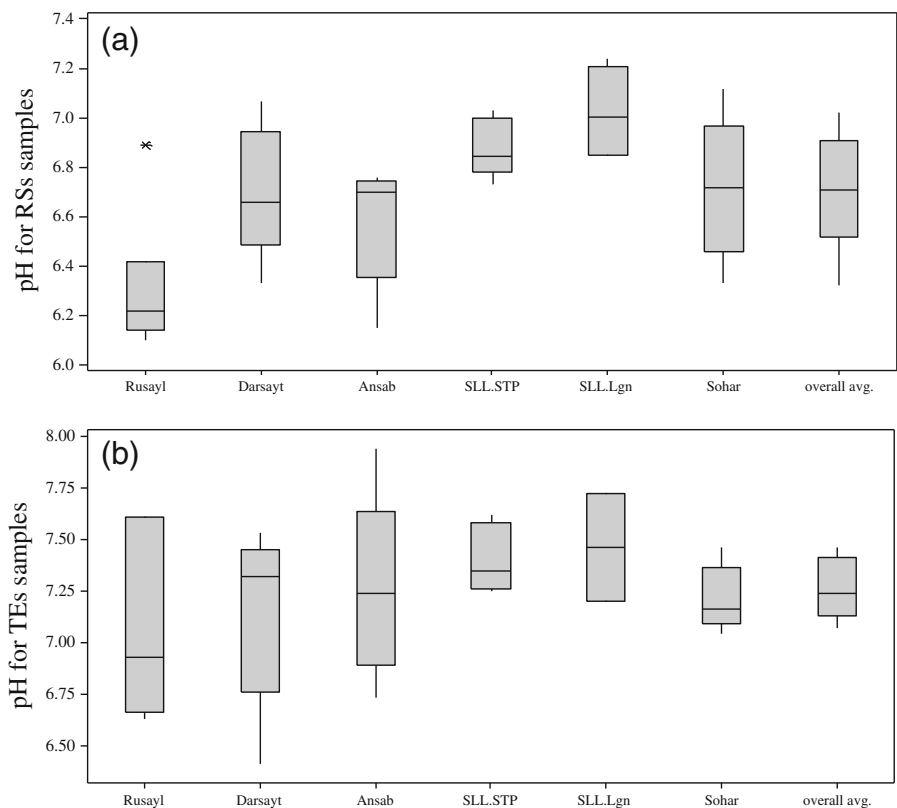 (a)
pH for RSs samples
7.4
7.2
7.0
6.8
6.6
6.4
6.2
6.0
Rusayl Darsayt Ansab SLL.STP SLL.Lgn Sohar overall avg.
(b)
pH for TEs samples
8.00
7.75
7.50
7.25
7.00
6.75
6.50
Rusayl Darsayt Ansab SLL.STP SLL.Lgn Sohar overall avg.